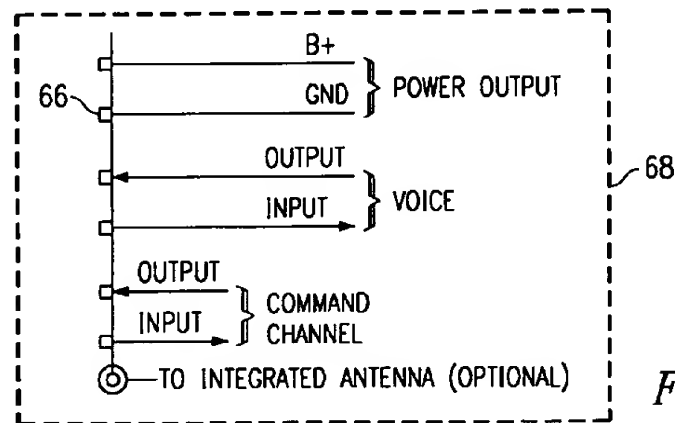 B+
66
GND
POWER OUTPUT
OUTPUT
68
VOICE
INPUT
OUTPUT
COMMAND
INPUT
CHANNEL
TO INTEGRATED ANTENNA (OPTIONAL)
F